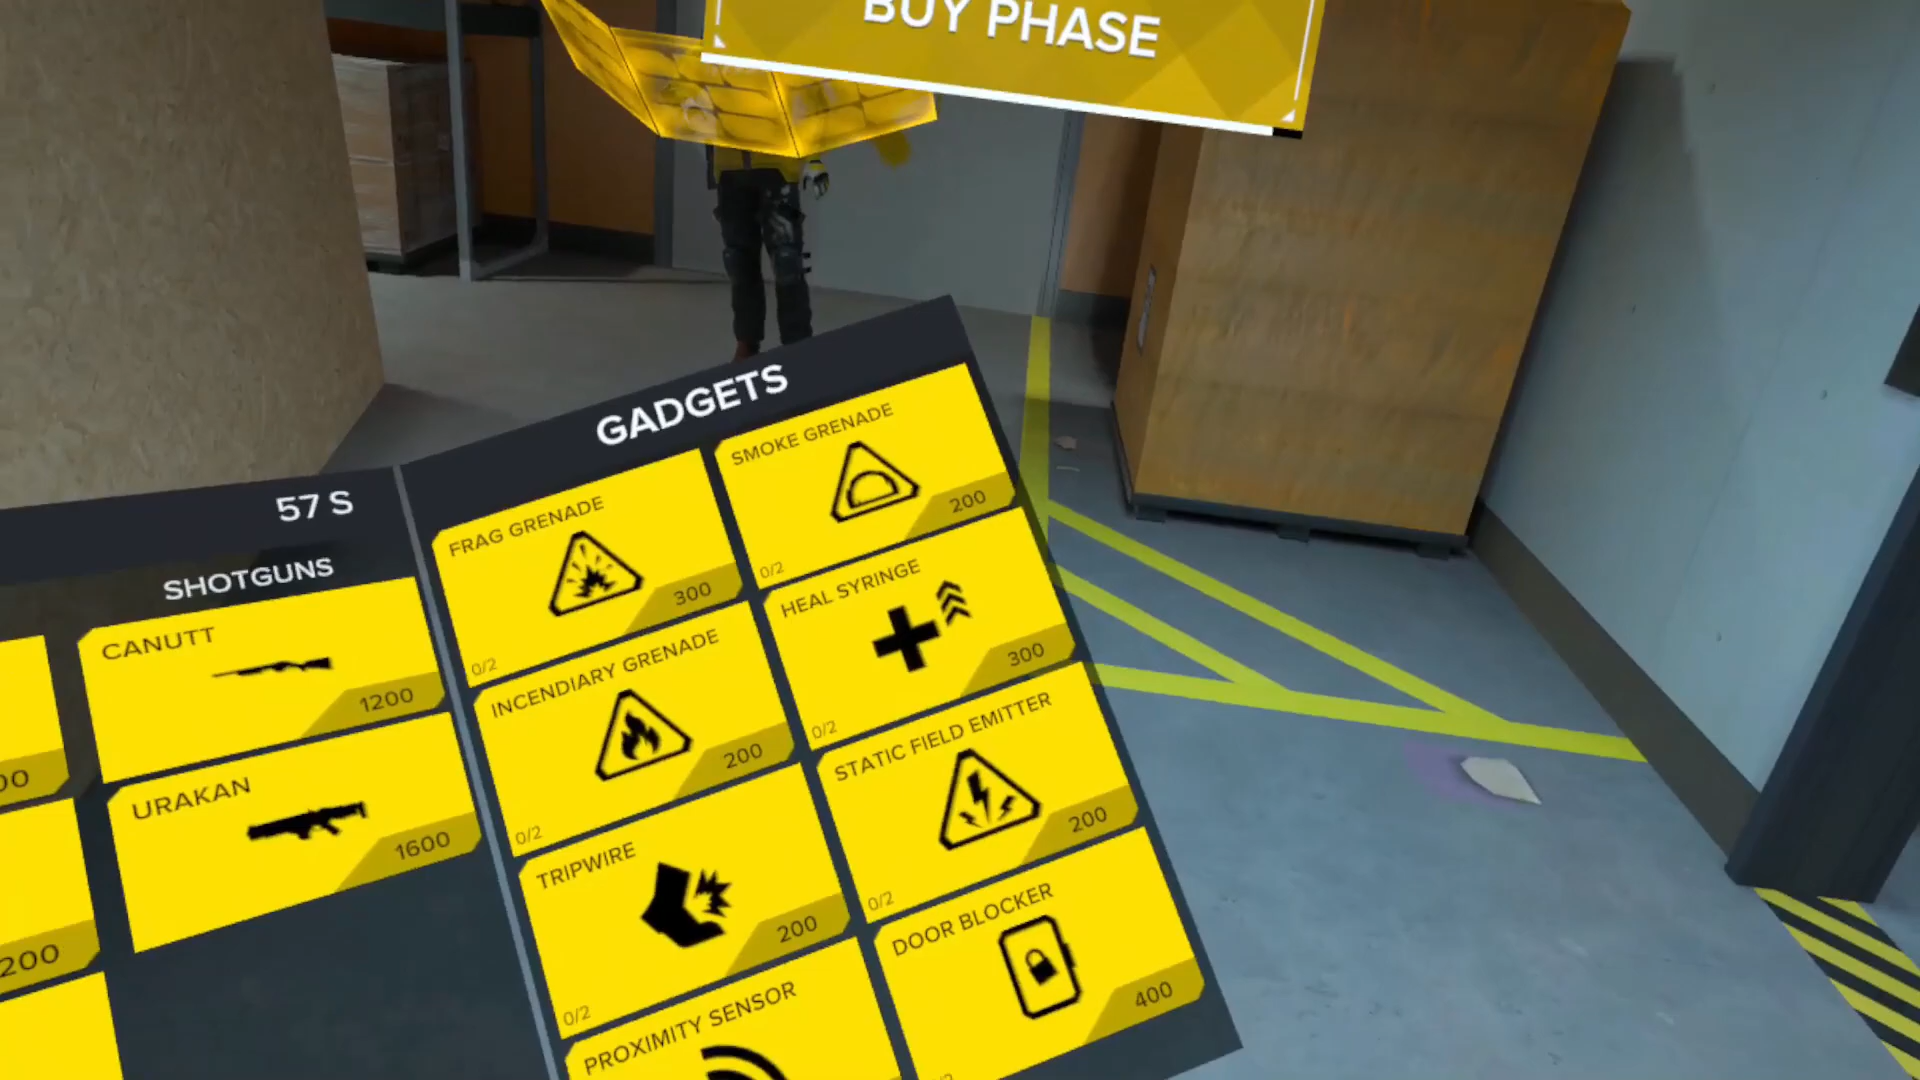 BUY PHASE
GADGETS
57 S
SHOTGUNS
CANUTT
1200
URAKAN
1600
00
200
FRAG GRENADE
300
0/2
SMOKE GRENADE
200
0/2
INCENDIARY GRENADE
200
0/2
HEAL SYRINGE
300
0/2
TRIPWIRE
200
0/2
STATIC FIELD EMITTER
200
0/2
PROXIMITY SENSOR
DOOR BLOCKER
400